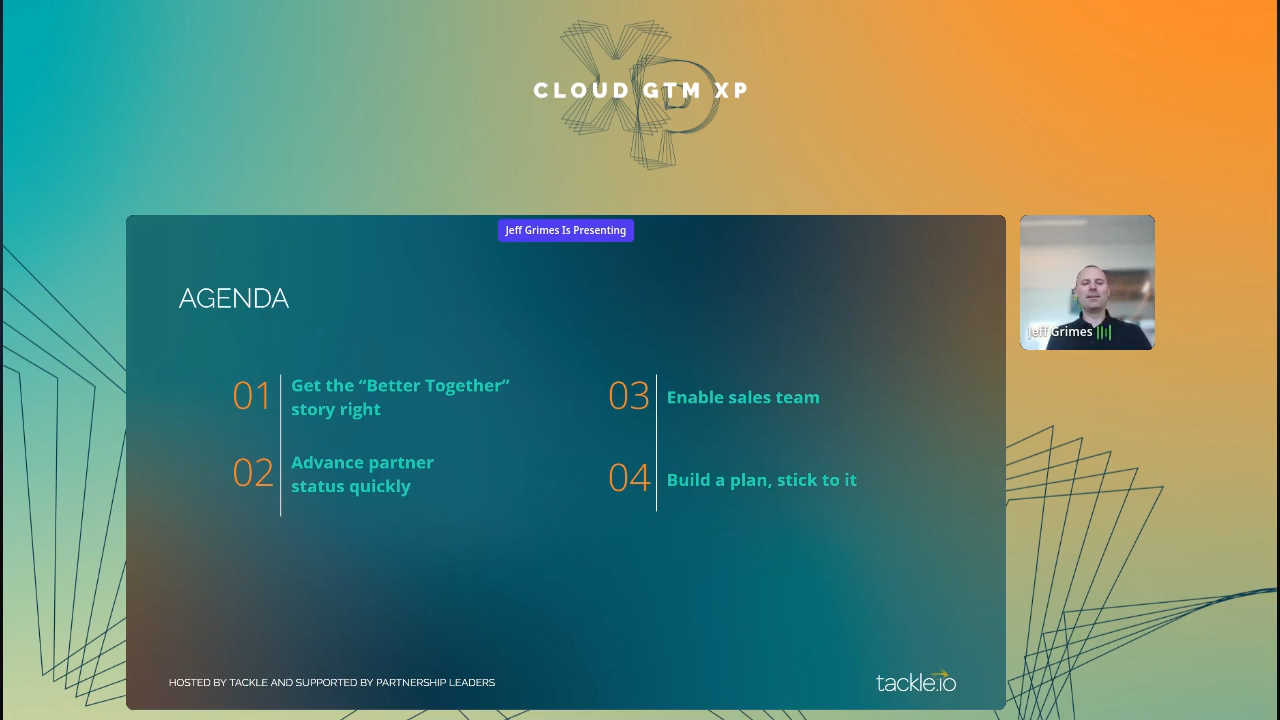 CLOUD GTM XP
Jeff Grimes Is Presenting
AGENDA
01
Get the “Better Together”
story right
02
Advance partner
status quickly
03
Enable sales team
04
Build a plan, stick to it
Jeff Grimes
HOSTED BY TACKLE AND SUPPORTED BY PARTNERSHIP LEADERS
tackle.io